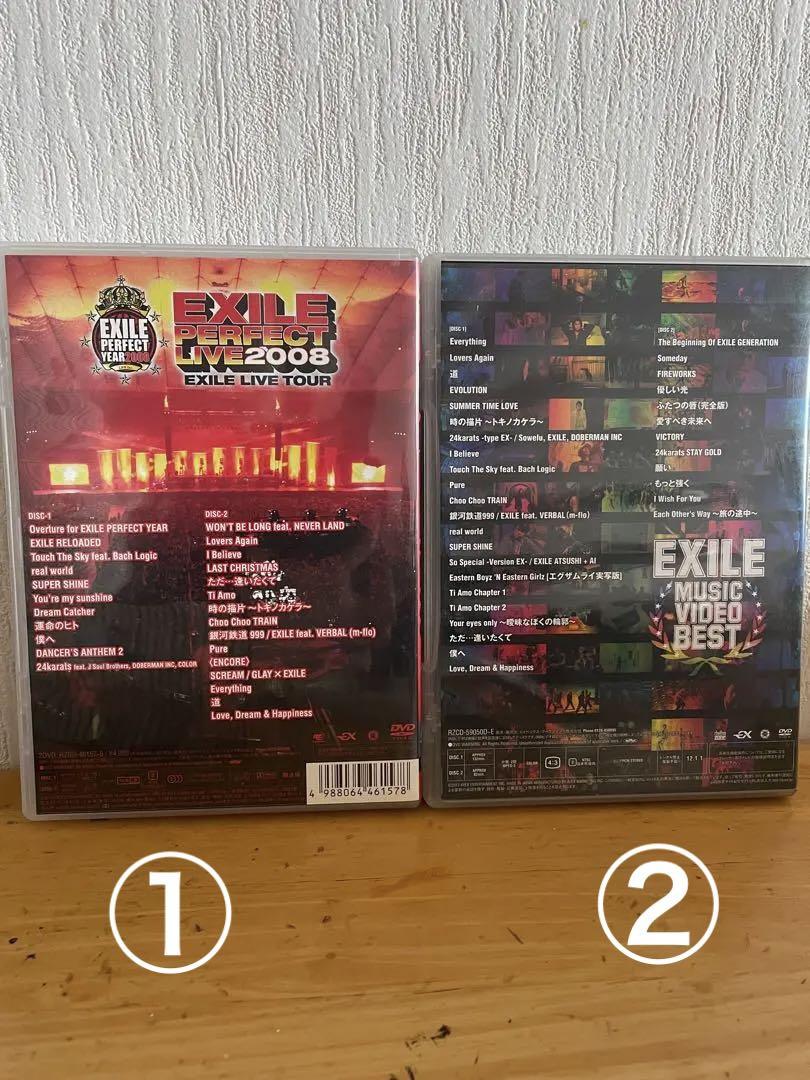 EXILE
PERFECT
YEAR2008
EXILE
PERFECT
LIVE2008
EXILE LIVE TOUR
DISC-1
Overture for EXILE PERFECT YEAR
EXILE RELOADED
Touch The Sky feat. Bach Logic
real world
SUPER SHINE
You're my sunshine
Dream Catcher
運命のヒト
僕へ
DANCER'S ANTHEM 2
24karats feat. J Soul Brothers, DOBERMAN INC, COLOR
DISC-2
WON'T BE LONG feat. NEVER LAND
Lovers Again
I Believe
LAST CHRISTMAS
ただ…逢いたくて
Ti Amo
時の描片 〜トキノカケラ〜
Choo Choo TRAIN
銀河鉄道 999 / EXILE feat. VERBAL (m-flo)
Pure
〈ENCORE〉
SCREAM / GLAY × EXILE
Everything
道
Love, Dream & Happiness
DVD
4 988064 461578
[DISC 1]
Everything
Lovers Again
道
EVOLUTION
SUMMER TIME LOVE
時の描片 〜トキノカケラ〜
24karats -type EX- / Sowelu, EXILE, DOBERMAN INC
I Believe
Touch The Sky feat. Bach Logic
Pure
Choo Choo TRAIN
銀河鉄道999 / EXILE feat. VERBAL (m-flo)
real world
SUPER SHINE
So Special -Version EX- / EXILE ATSUSHI + AI
Eastern Boyz 'N Eastern Girlz [エグザムライ実写版]
Ti Amo Chapter 1
Ti Amo Chapter 2
Your eyes only 〜曖昧なぼくの輪郭〜
ただ…逢いたくて
僕へ
Love, Dream & Happiness
[DISC 2]
The Beginning Of EXILE GENERATION
Someday
FIREWORKS
優しい光
ふたつの唇（完全版）
愛すべき未来へ
VICTORY
24karats STAY GOLD
願い
もっと強く
I Wish For You
Each Other's Way 〜旅の途中〜
EXILE
MUSIC
VIDEO
BEST
RZCD-59050D-E
DVD
4:3
12.1.1
①
②